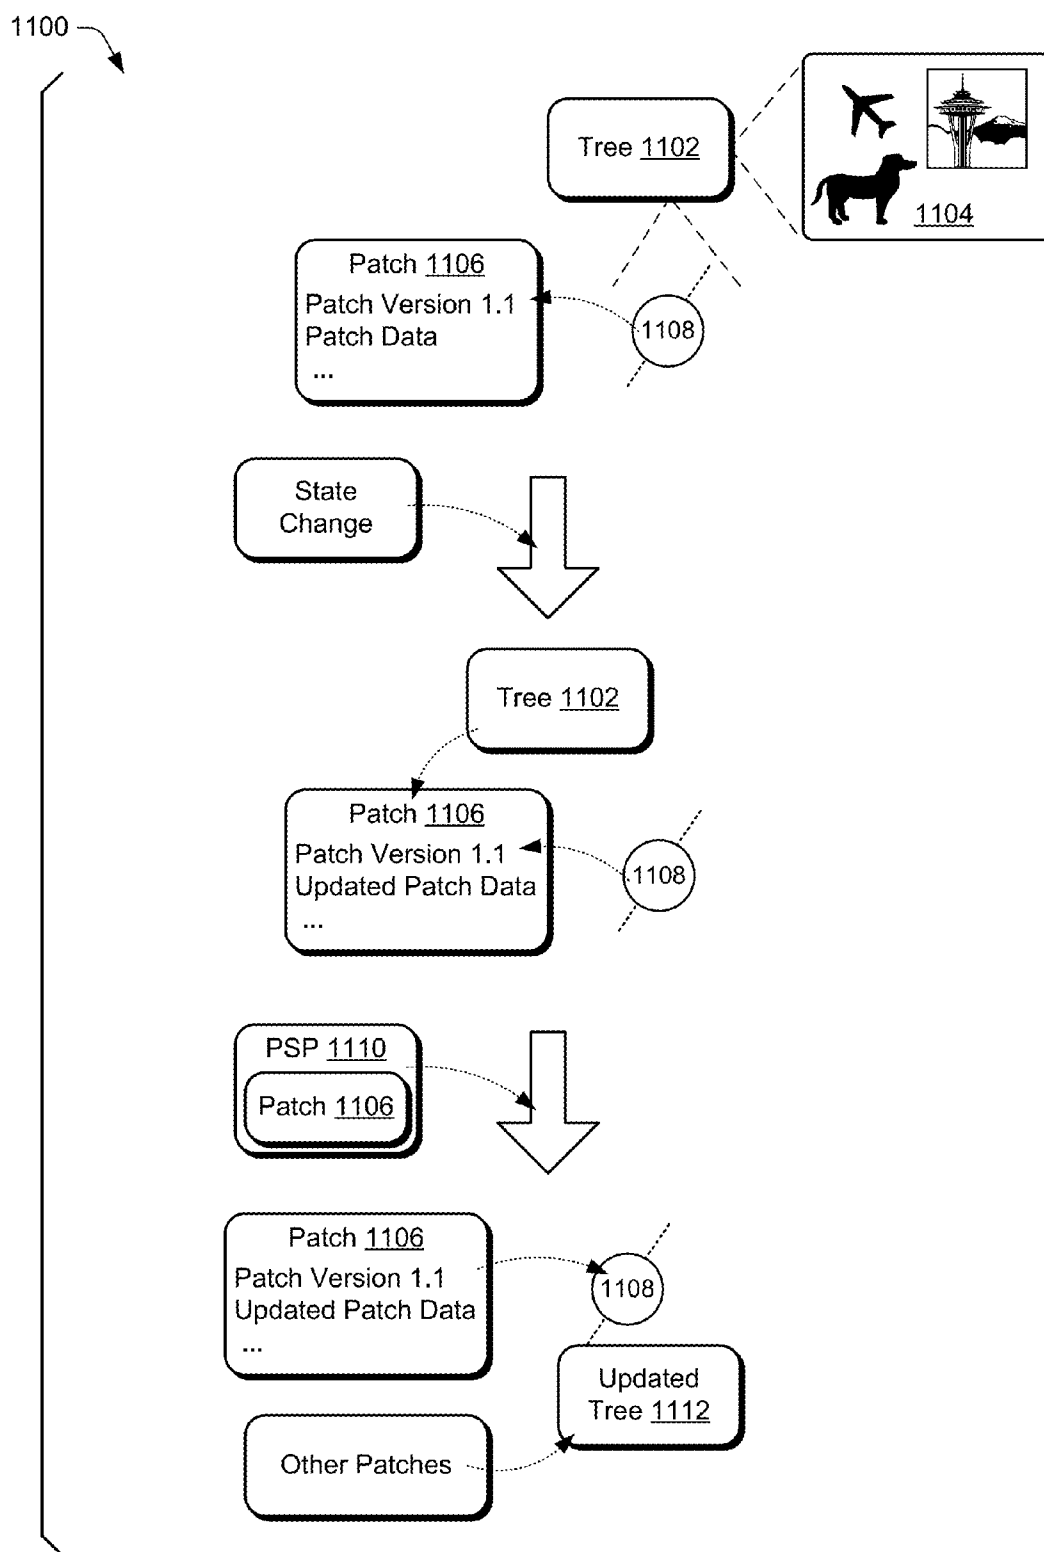 1100
Tree 1102
1104
Patch 1106
Patch Version 1.1
Patch Data
...
1108
State
Change
Tree 1102
Patch 1106
Patch Version 1.1
Updated Patch Data
...
1108
PSP 1110
Patch 1106
Patch 1106
Patch Version 1.1
Updated Patch Data
...
1108
Updated
Tree 1112
Other Patches